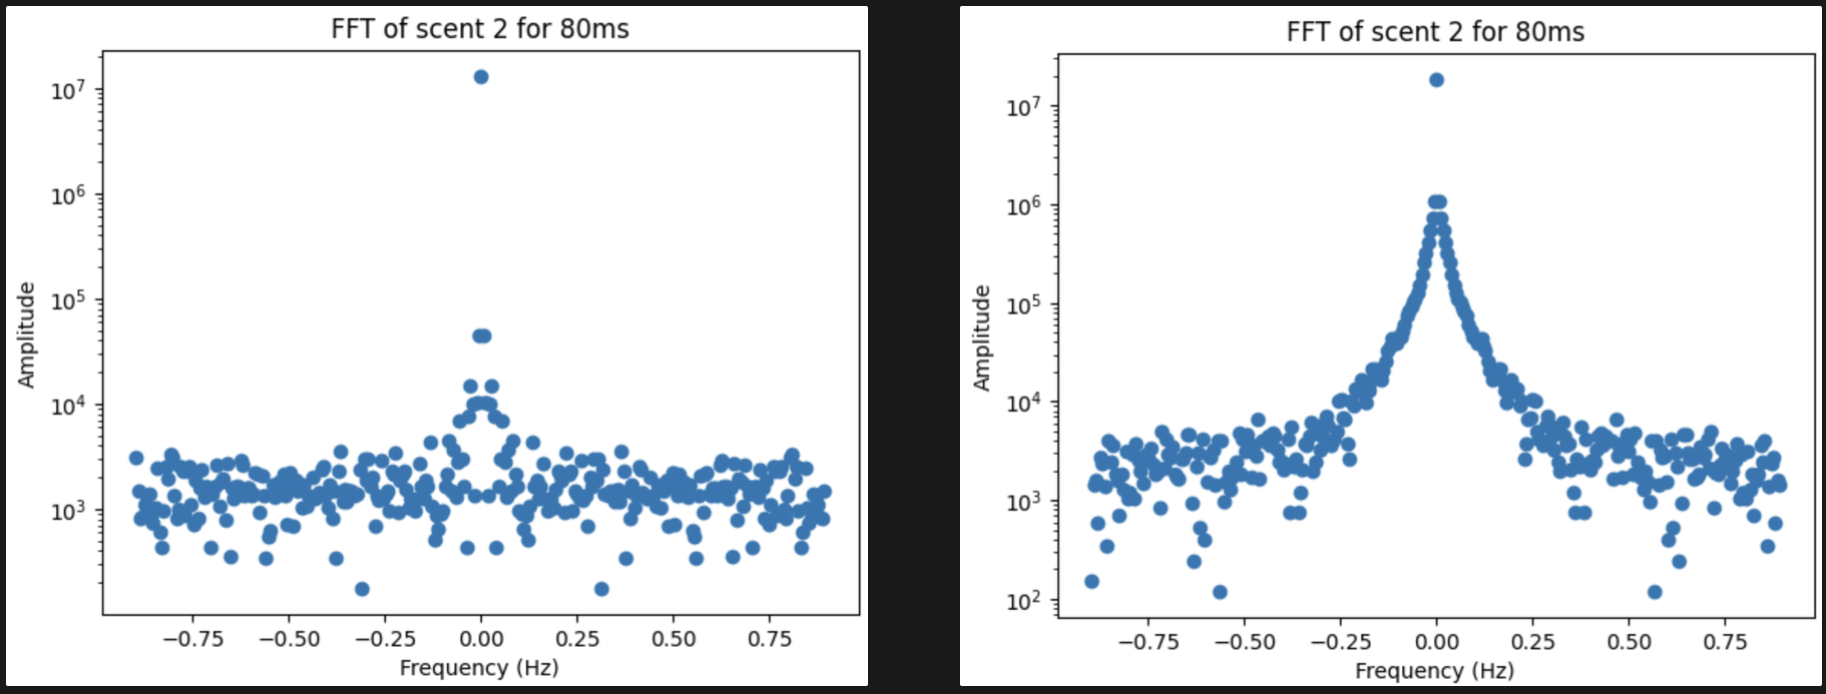 FFT of scent 2 for 80ms
10⁷
10⁶
10⁵
10⁴
10³
Amplitude
−0.75 −0.50 −0.25 0.00 0.25 0.50 0.75
Frequency (Hz)
FFT of scent 2 for 80ms
10⁷
10⁶
10⁵
10⁴
10³
10²
Amplitude
−0.75 −0.50 −0.25 0.00 0.25 0.50 0.75
Frequency (Hz)